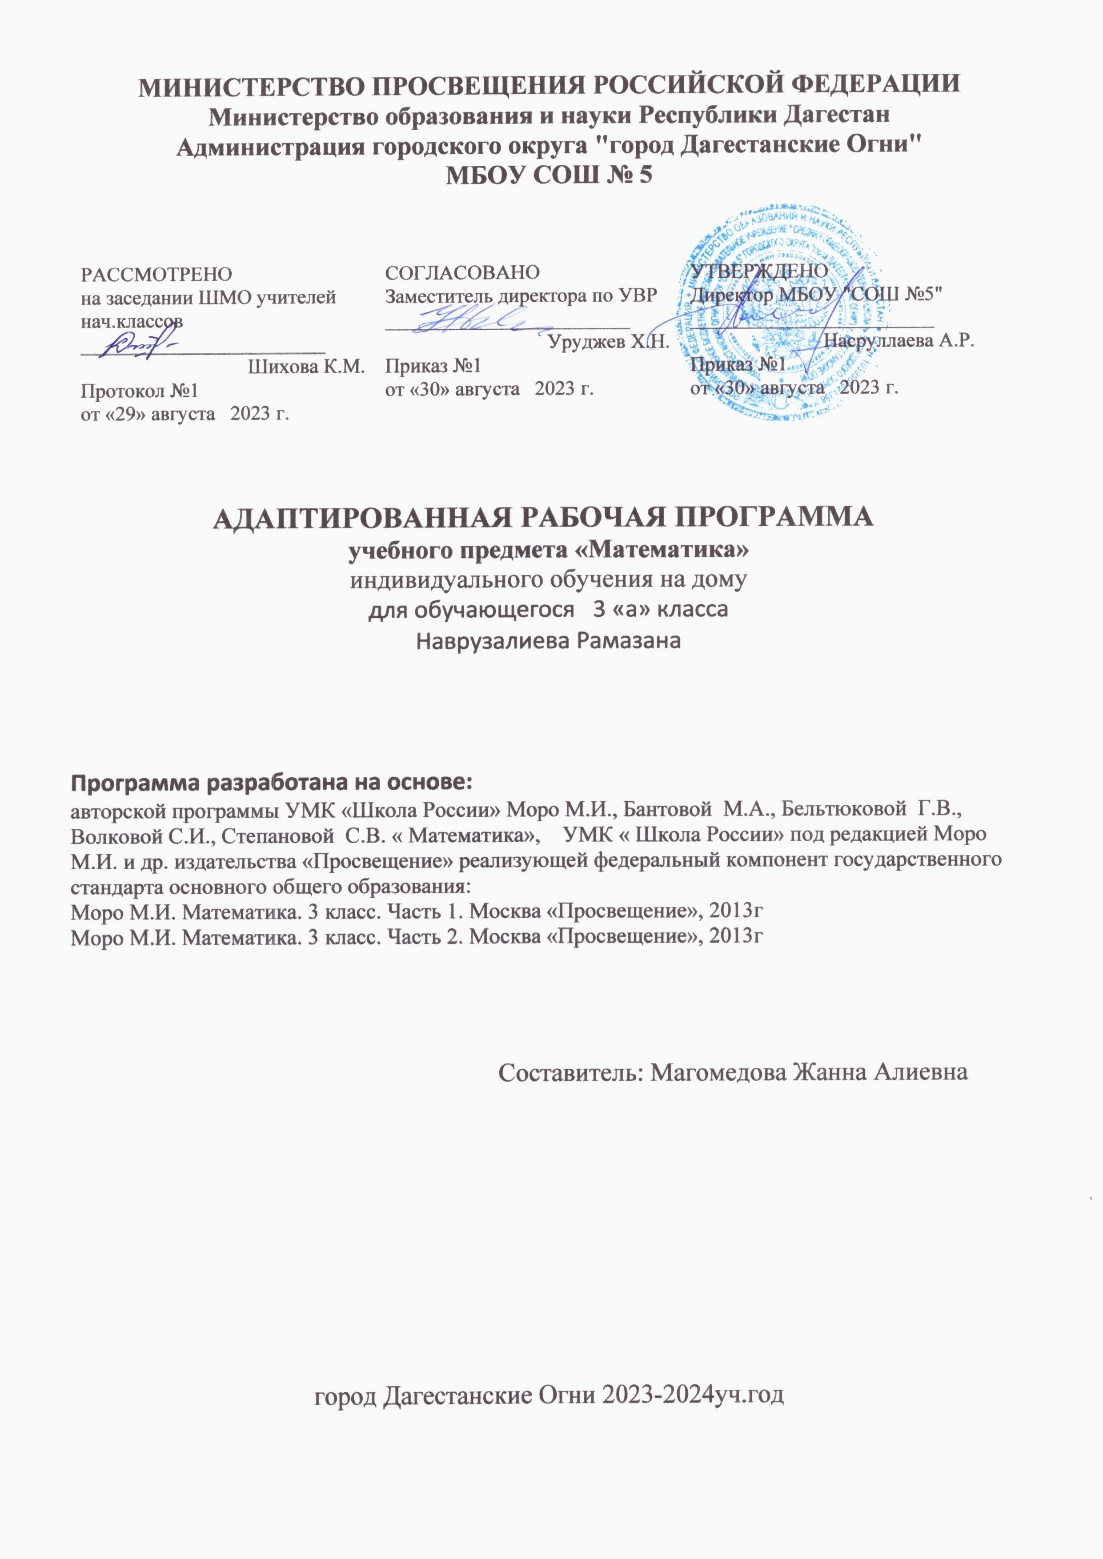 МИНИСТЕРСТВО ПРОСВЕЩЕНИЯ РОССИЙСКОЙ ФЕДЕРАЦИИ
Министерство образования и науки Республики Дагестан
Администрация городского округа "город Дагестанские Огни"
МБОУ СОШ № 5
РАССМОТРЕНО
на заседании ШМО учителей
нач.классов
Шихова К.М.
Протокол №1
от «29» августа 2023 г.
СОГЛАСОВАНО
Заместитель директора по УВР
Уруджев Х.Н.
Приказ №1
от «30» августа 2023 г.
УТВЕРЖДЕНО
Директор МБОУ "СОШ №5"
Насруллаева А.Р.
Приказ №1
от «30» августа 2023 г.
АДАПТИРОВАННАЯ РАБОЧАЯ ПРОГРАММА
учебного предмета «Математика»
индивидуального обучения на дому
для обучающегося 3 «а» класса
Наврузалиева Рамазана
Программа разработана на основе:
авторской программы УМК «Школа России» Моро М.И., Бантовой М.А., Бельтюковой Г.В.,
Волковой С.И., Степановой С.В. « Математика», УМК « Школа России» под редакцией Моро
М.И. и др. издательства «Просвещение» реализующей федеральный компонент государственного
стандарта основного общего образования:
Моро М.И. Математика. 3 класс. Часть 1. Москва «Просвещение», 2013г
Моро М.И. Математика. 3 класс. Часть 2. Москва «Просвещение», 2013г
Составитель: Магомедова Жанна Алиевна
город Дагестанские Огни 2023-2024уч.год